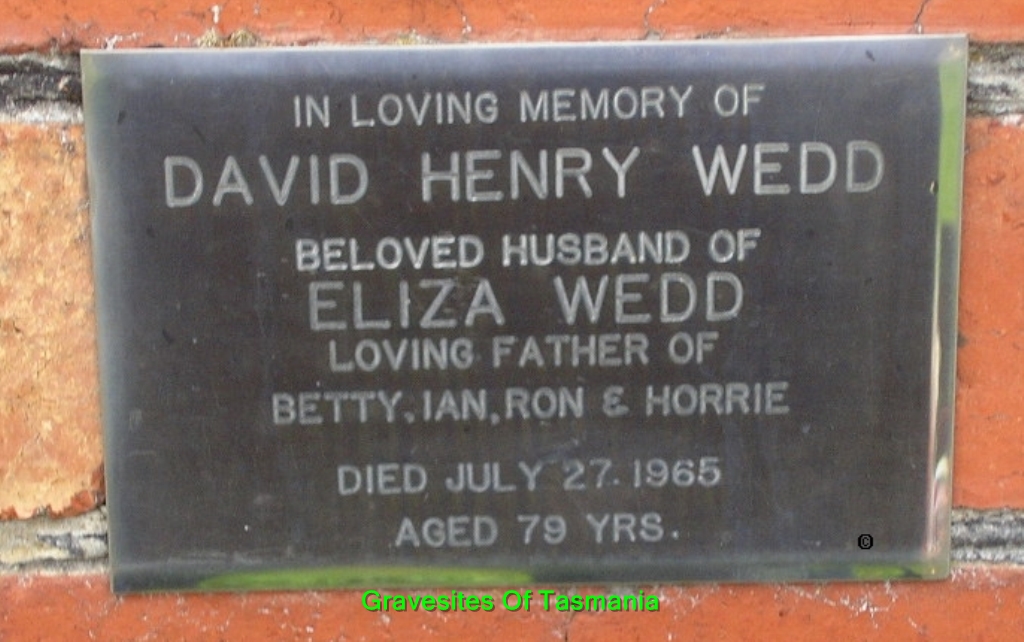 IN LOVING MEMORY OF
DAVID HENRY WEDD
BELOVED HUSBAND OF
ELIZA WEDD
LOVING FATHER OF
BETTY, IAN, RON & HORRIE
DIED JULY 27. 1965
AGED 79 YRS.
©
Gravesites Of Tasmania